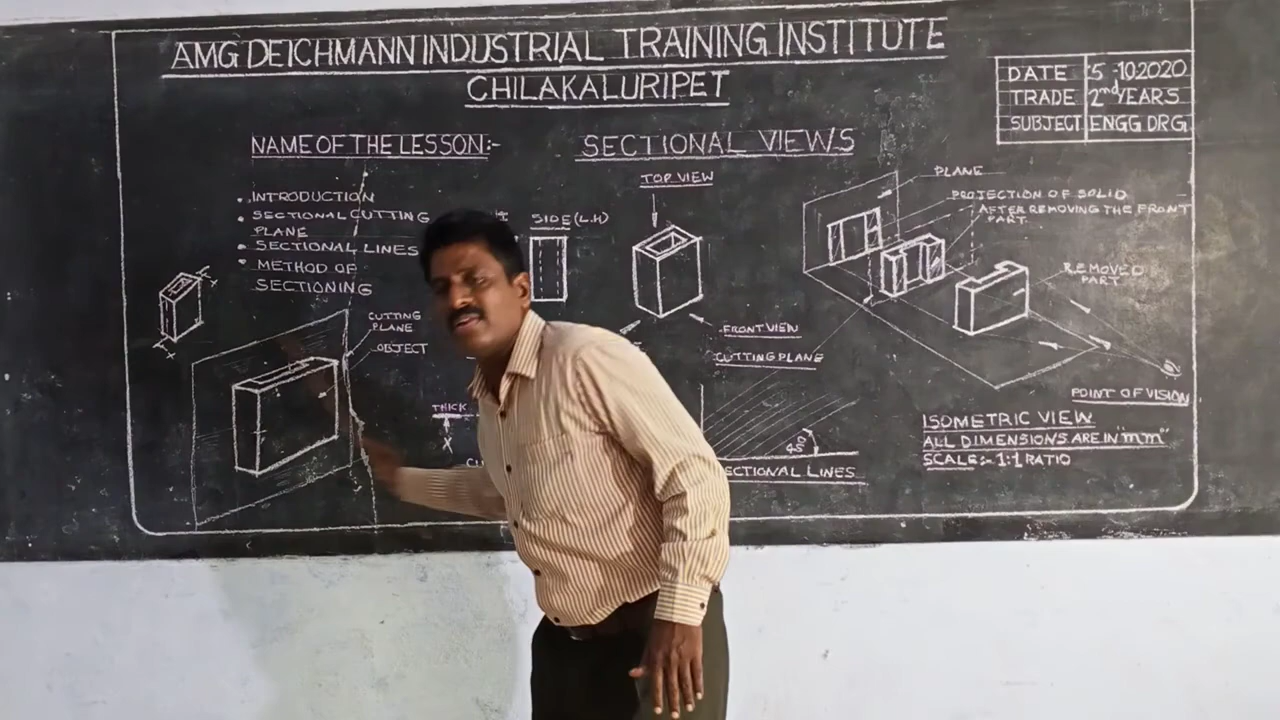 AMG DEICHMANN INDUSTRIAL TRAINING INSTITUTE
CHILAKALURIPET
DATE :5-10 2020
TRADE 2nd YEARS
SUBJECT ENGG DRG
NAME OF THE LESSON:- SECTIONAL VIEWS
• INTRODUCTION
• SECTIONAL CUTTING
PLANE
• SECTIONAL LINES
• METHOD OF
SECTIONING
CUTTING
PLANE
OBJECT
THICK
X
SIDE (L.H)
TOP VIEW
FRONT VIEW
CUTTING PLANE
45°
ECTIONAL LINES
PLANE
PROJECTION OF SOLID
AFTER REMOVING THE FRONT
PART
REMOVED
PART
POINT OF VISION
ISOMETRIC VIEW
ALL DIMENSIONS ARE IN "mm"
SCALE:- 1:1 RATIO